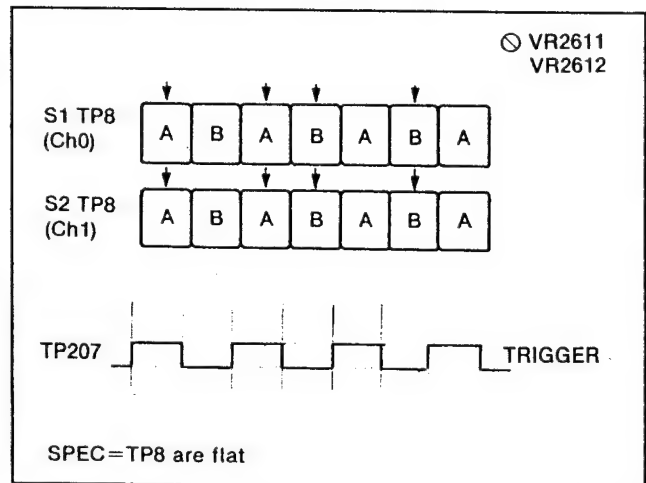 ⦸ VR2611
VR2612
S1 TP8
(Ch0)
A B A B A B A
S2 TP8
(Ch1)
A B A B A B A
TP207
TRIGGER
SPEC=TP8 are flat